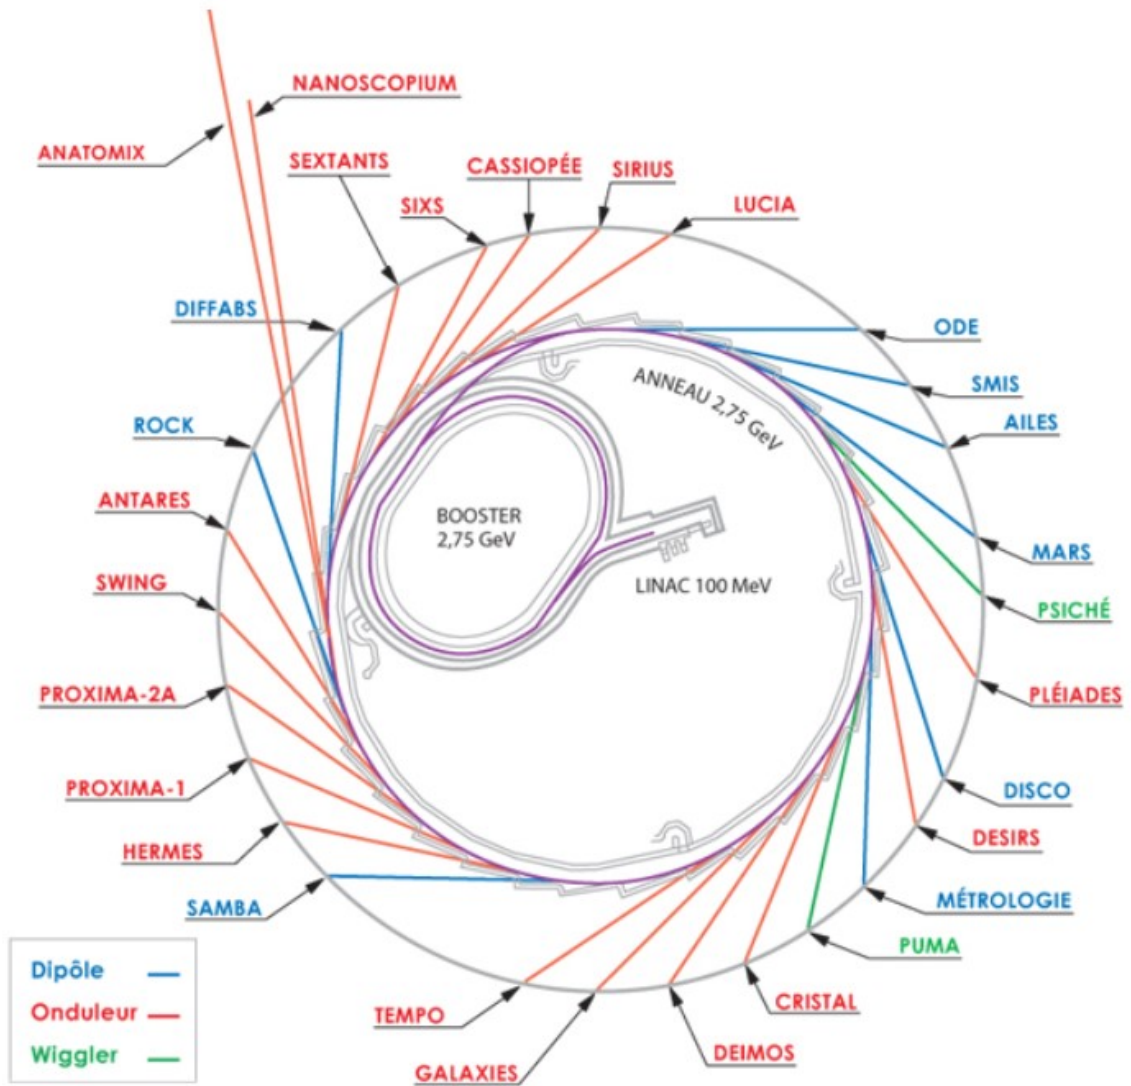 NANOSCOPIUM
ANATOMIX
SEXTANTS
CASSIOPÉE
SIRIUS
SIXS
LUCIA
DIFFABS
ODE
SMIS
ANNEAU 2,75 GeV
ROCK
AILES
ANTARES
BOOSTER
2,75 GeV
MARS
SWING
LINAC 100 MeV
PSICHÉ
PROXIMA-2A
PLÉIADES
PROXIMA-1
DISCO
HERMES
DESIRS
SAMBA
MÉTROLOGIE
PUMA
Dipôle
Onduleur
Wiggler
TEMPO
CRISTAL
GALAXIES
DEIMOS